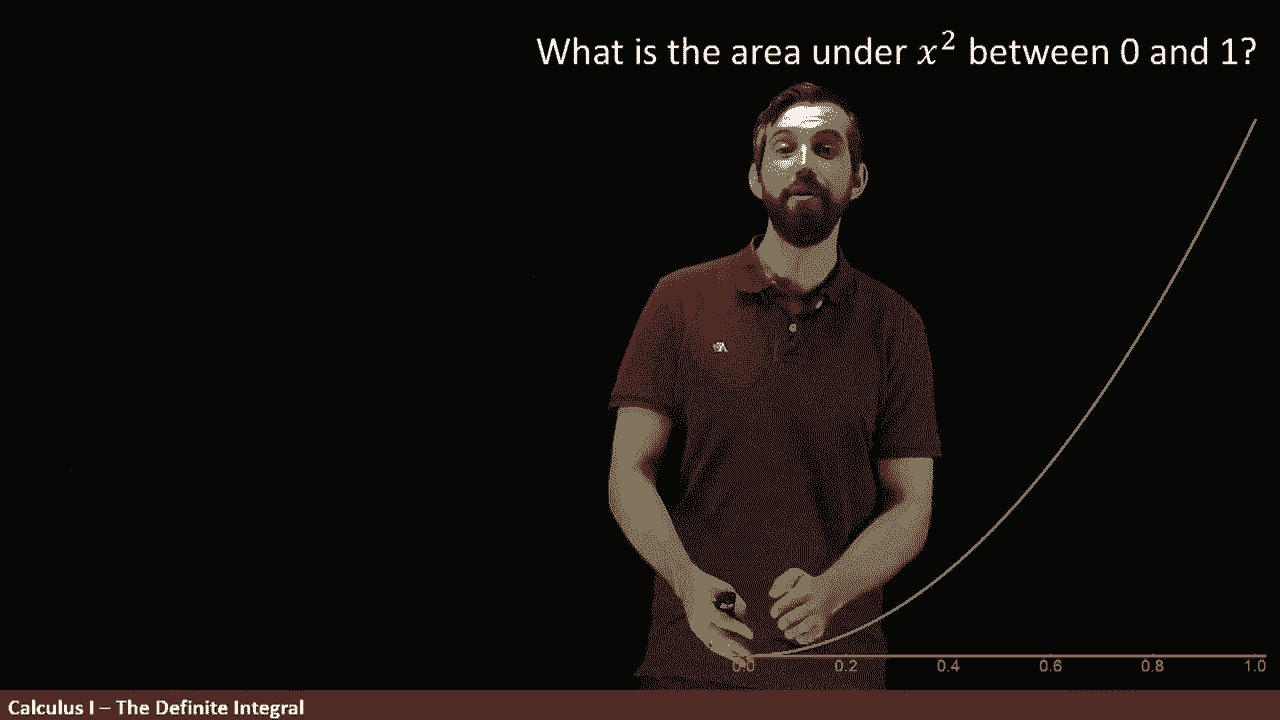 What is the area under x² between 0 and 1?
0.0 0.2 0.4 0.6 0.8 1.0
Calculus I – The Definite Integral